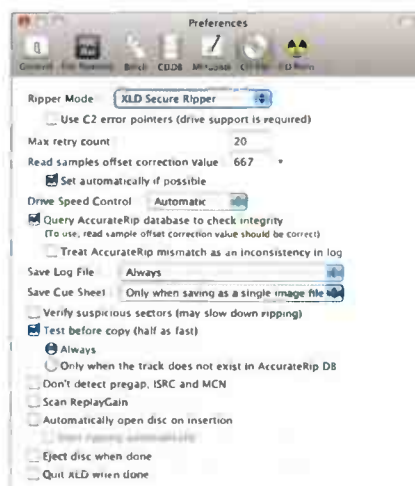 Preferences
General File Naming Batch CDDB Metadata CD Rip
Ripper Mode XLD Secure Ripper
Use C2 error pointers (drive support is required)
Max retry count 20
Read samples offset correction value 667
Set automatically if possible
Drive Speed Control Automatic
Query AccurateRip database to check integrity
(To use, read sample offset correction value should be correct)
Treat AccurateRip mismatch as an inconsistency in log
Save Log File Always
Save Cue Sheet Only when saving as a single image file
Verify suspicious sectors (may slow down ripping)
Test before copy (half as fast)
Always
Only when the track does not exist in AccurateRip DB
Don't detect pregap, ISRC and MCN
Scan ReplayGain
Automatically open disc on insertion
Start ripping automatically
Eject disc when done
Quit XLD when done